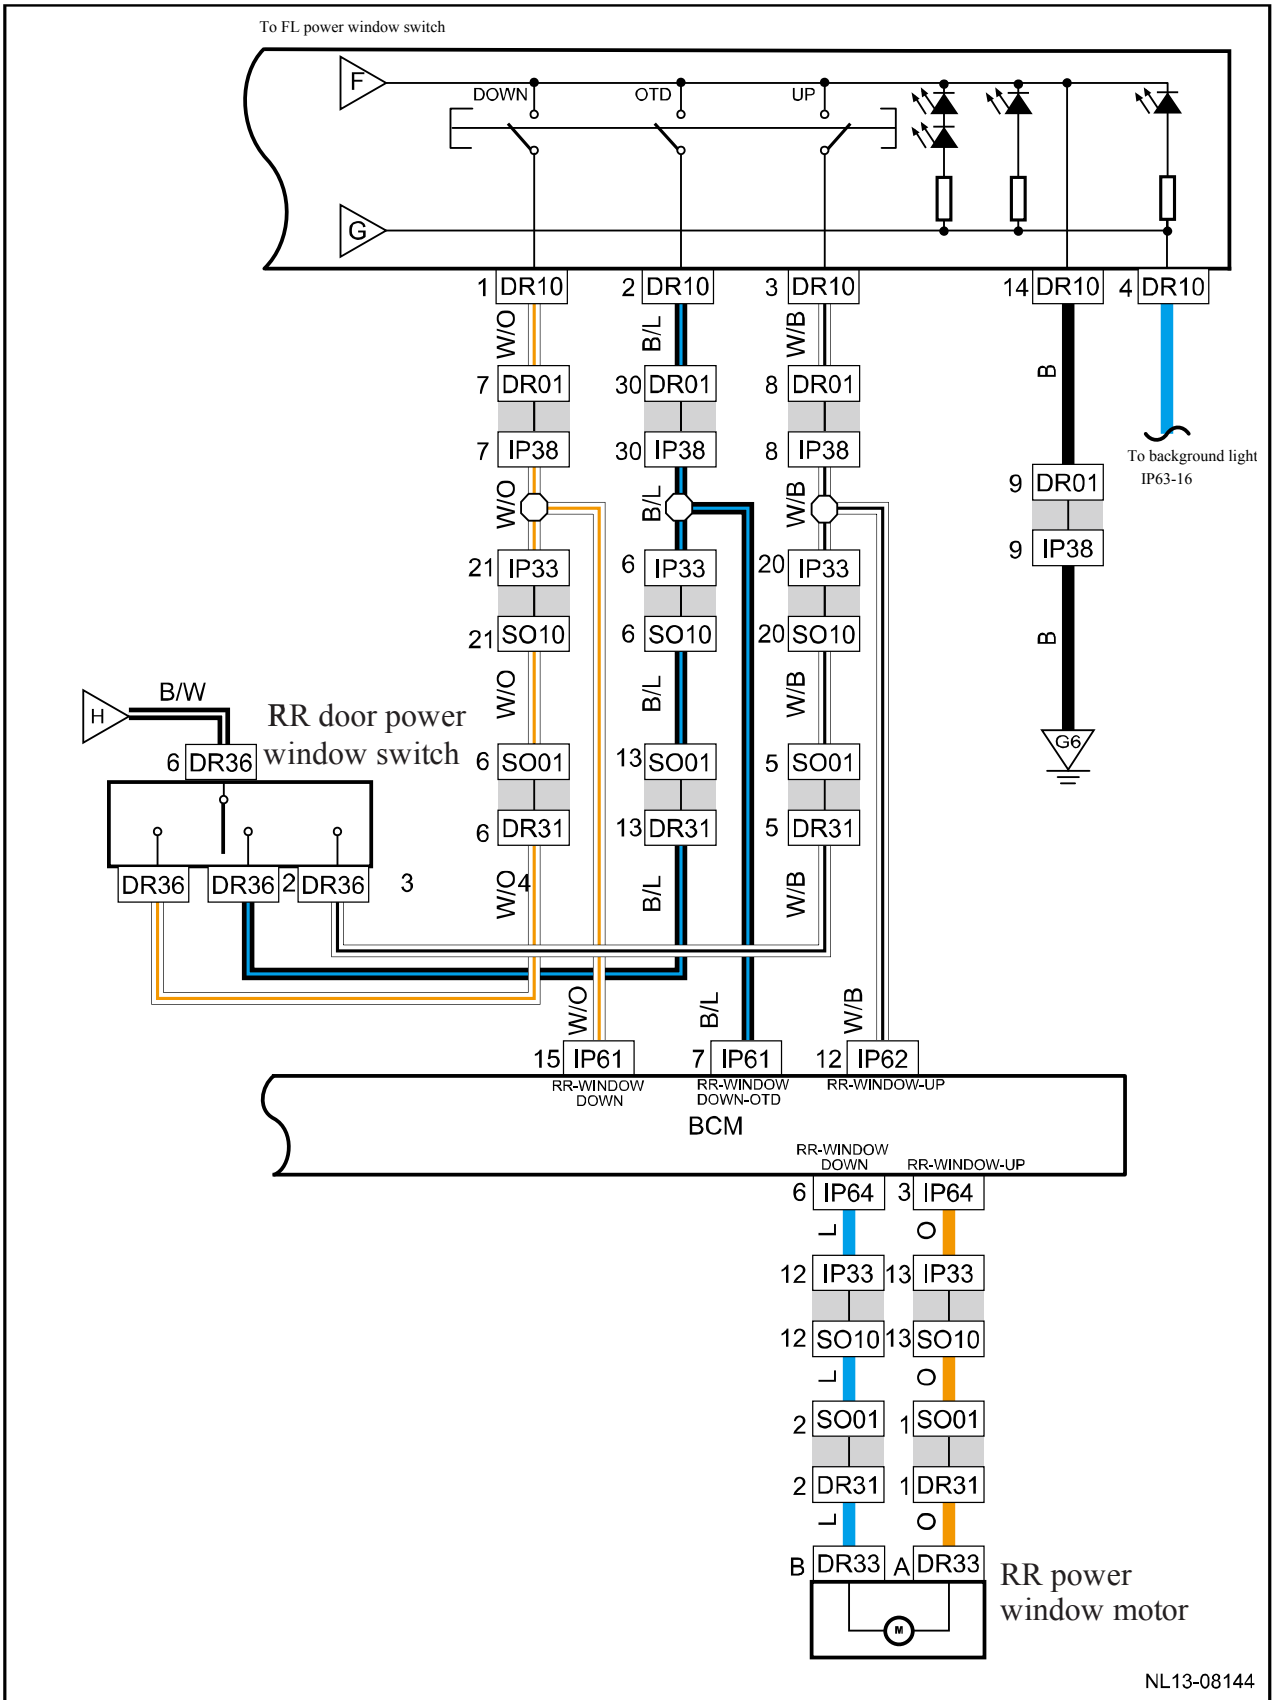 To FL power window switch
F
DOWN OTD UP
G
1 DR10 2 DR10 3 DR10 14 DR10 4 DR10
W/O B/L W/B B
7 DR01 30 DR01 8 DR01
7 IP38 30 IP38 8 IP38
To background light
IP63-16
9 DR01
W/O B/L W/B
9 IP38
21 IP33 6 IP33 20 IP33
21 SO10 6 SO10 20 SO10
B
W/O B/L W/B
H B/W
RR door power
window switch
G6
6 DR36
6 SO01 13 SO01 5 SO01
6 DR31 13 DR31 5 DR31
DR36 DR36 2 DR36 3 4
W/O B/L W/B
W/O B/L W/B
15 IP61 7 IP61 12 IP62
RR-WINDOW DOWN RR-WINDOW DOWN-OTD RR-WINDOW-UP
BCM
RR-WINDOW DOWN RR-WINDOW-UP
6 IP64 3 IP64
L O
12 IP33 13 IP33
12 SO10 13 SO10
L O
2 SO01 1 SO01
2 DR31 1 DR31
L O
B DR33 A DR33
RR power
window motor
M
NL13-08144